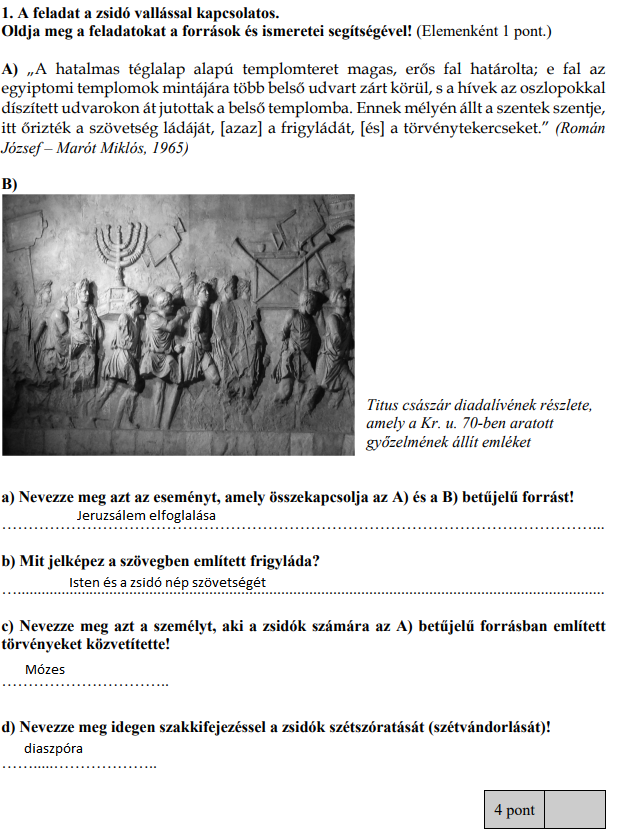 1. A feladat a zsidó vallással kapcsolatos.
Oldja meg a feladatokat a források és ismeretei segítségével! (Elemenként 1 pont.)
A) „A hatalmas téglalap alapú templomteret magas, erős fal határolta; e fal az
egyiptomi templomok mintájára több belső udvart zárt körül, s a hívek az oszlopokkal
díszített udvarokon át jutottak a belső templomba. Ennek mélyén állt a szentek szentje,
itt őrizték a szövetség ládáját, [azaz] a frigyládát, [és] a törvénytekercseket.” (Román
József – Marót Miklós, 1965)
B)
Titus császár diadalívének részlete,
amely a Kr. u. 70-ben aratott
győzelmének állít emléket
a) Nevezze meg azt az eseményt, amely összekapcsolja az A) és a B) betűjelű forrást!
Jeruzsálem elfoglalása
b) Mit jelképez a szövegben említett frigyláda?
Isten és a zsidó nép szövetségét
c) Nevezze meg azt a személyt, aki a zsidók számára az A) betűjelű forrásban említett
törvényeket közvetítette!
Mózes
d) Nevezze meg idegen szakkifejezéssel a zsidók szétszóratását (szétvándorlását)!
diaszpóra
4 pont